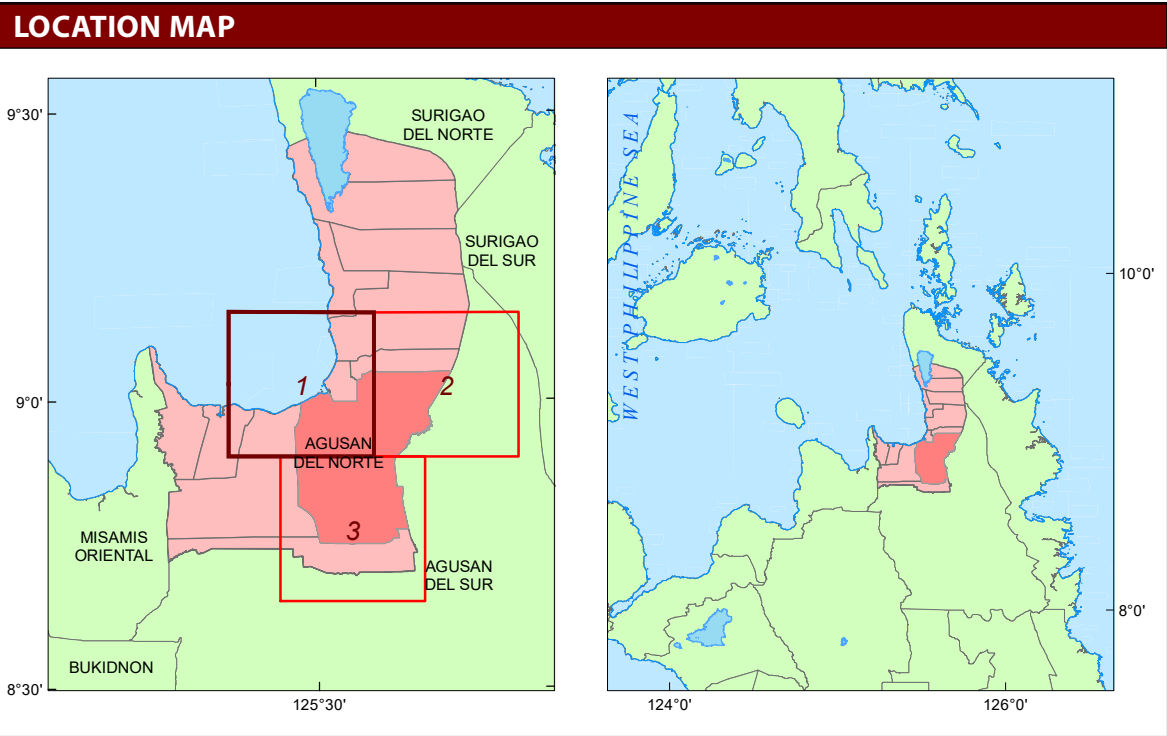 LOCATION MAP
9°30'
SURIGAO
DEL NORTE
SURIGAO
DEL SUR
1
2
9°0'
AGUSAN
DEL NORTE
3
MISAMIS
ORIENTAL
AGUSAN
DEL SUR
BUKIDNON
8°30'
125°30'
WEST PHILIPPINE SEA
10°0'
8°0'
124°0'
126°0'